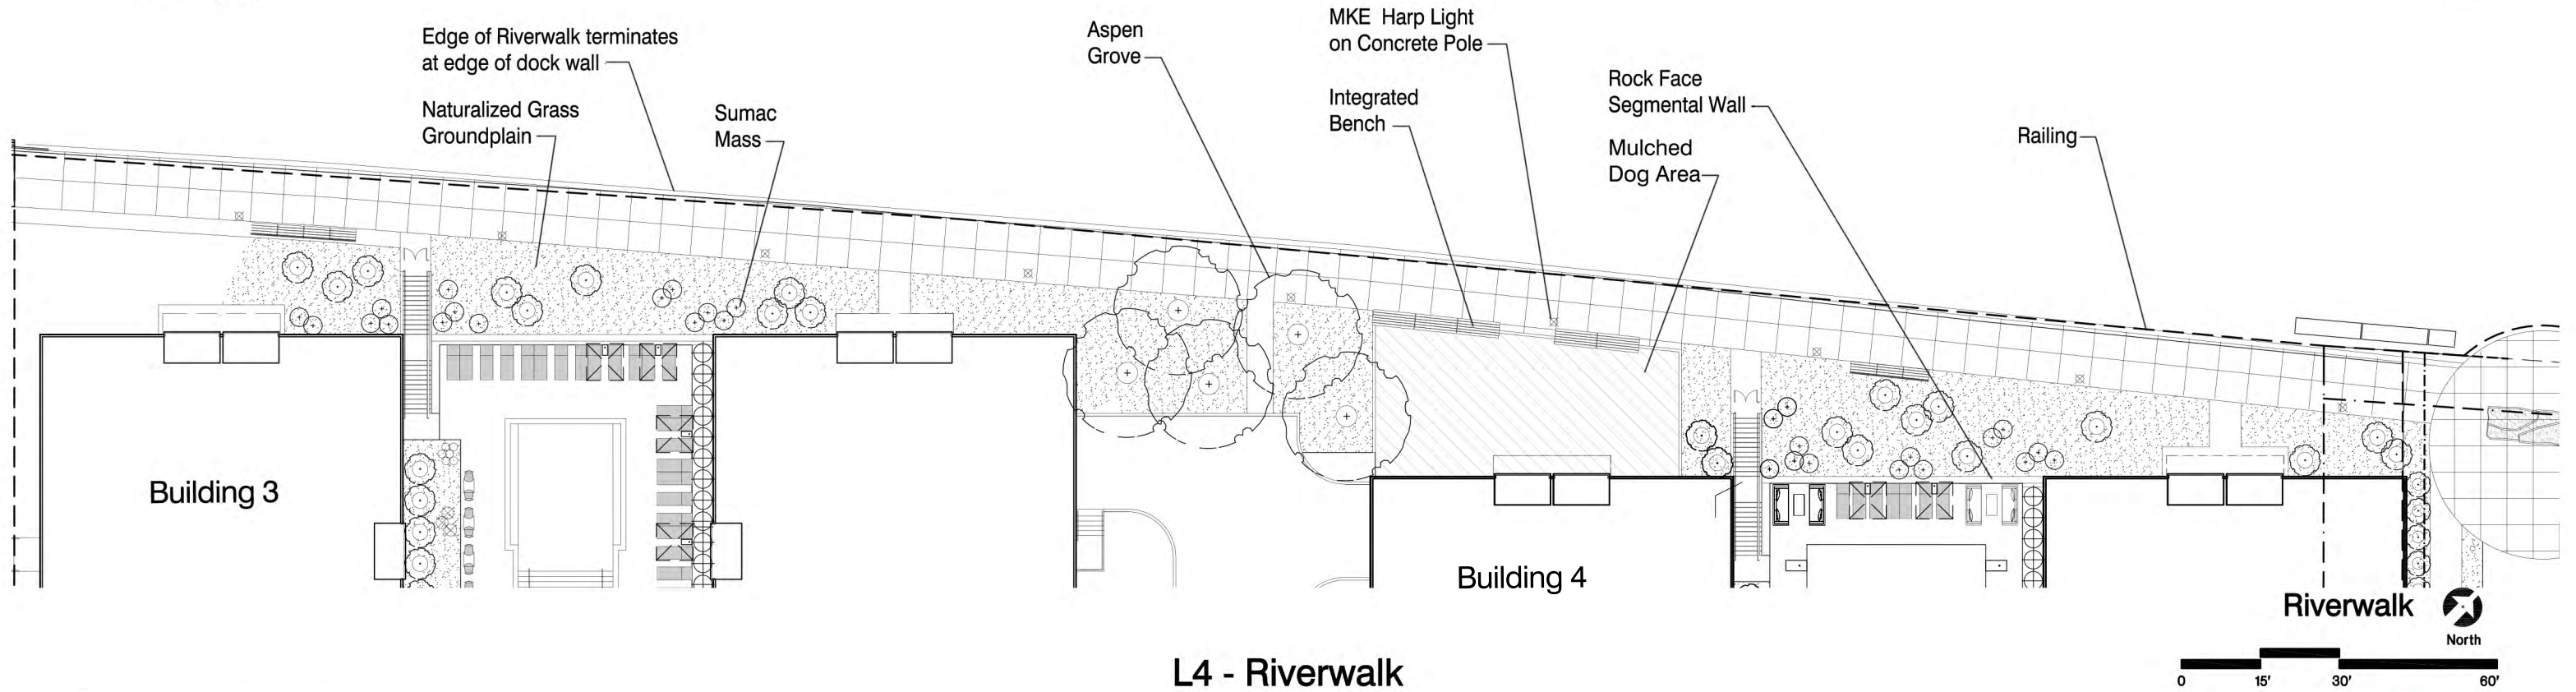 Edge of Riverwalk terminates
at edge of dock wall
Naturalized Grass
Groundplain
Sumac
Mass
Aspen
Grove
MKE Harp Light
on Concrete Pole
Integrated
Bench
Rock Face
Segmental Wall
Mulched
Dog Area
Railing
Building 3
Building 4
Riverwalk
North
L4 - Riverwalk
0 15' 30' 60'